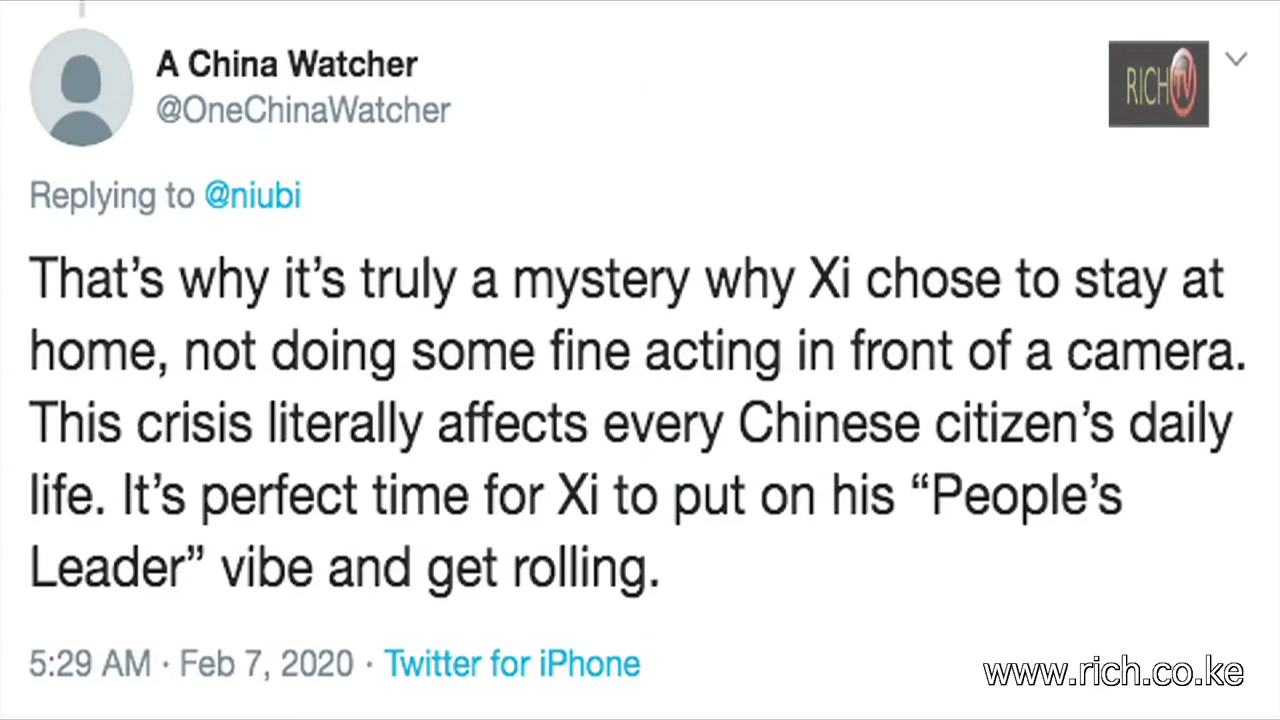 A China Watcher
@OneChinaWatcher
RICH TV
Replying to @niubi
That’s why it’s truly a mystery why Xi chose to stay at
home, not doing some fine acting in front of a camera.
This crisis literally affects every Chinese citizen’s daily
life. It’s perfect time for Xi to put on his “People’s
Leader” vibe and get rolling.
5:29 AM · Feb 7, 2020 · Twitter for iPhone
www.rich.co.ke